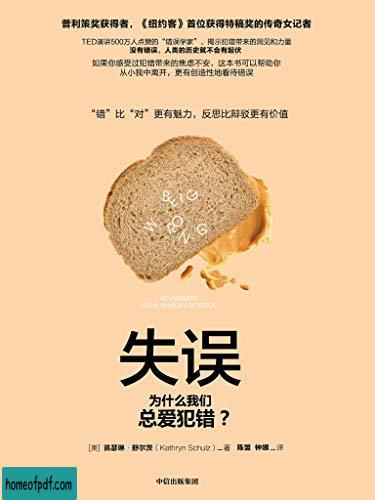 普利策奖获得者，《纽约客》首位获得特稿奖的传奇女记者
TED演讲500万人点赞的“错误学家”，揭示犯错带来的洞见和力量
没有错误，人类的历史就不会有起伏
如果你感受过犯错带来的焦虑不安，这本书可以帮助你
从小我中离开，更有创造性地看待错误
“错”比“对”更有魅力，反思比辩驳更有价值
BEING
WRONG
ADVENTURES
IN THE MARGIN OF ERROR
失误
为什么我们
总爱犯错？
[美] 凯瑟琳·舒尔茨（Kathryn Schulz）_著 陈盟 钟娜_译
中信出版集团
homeofpdf.com